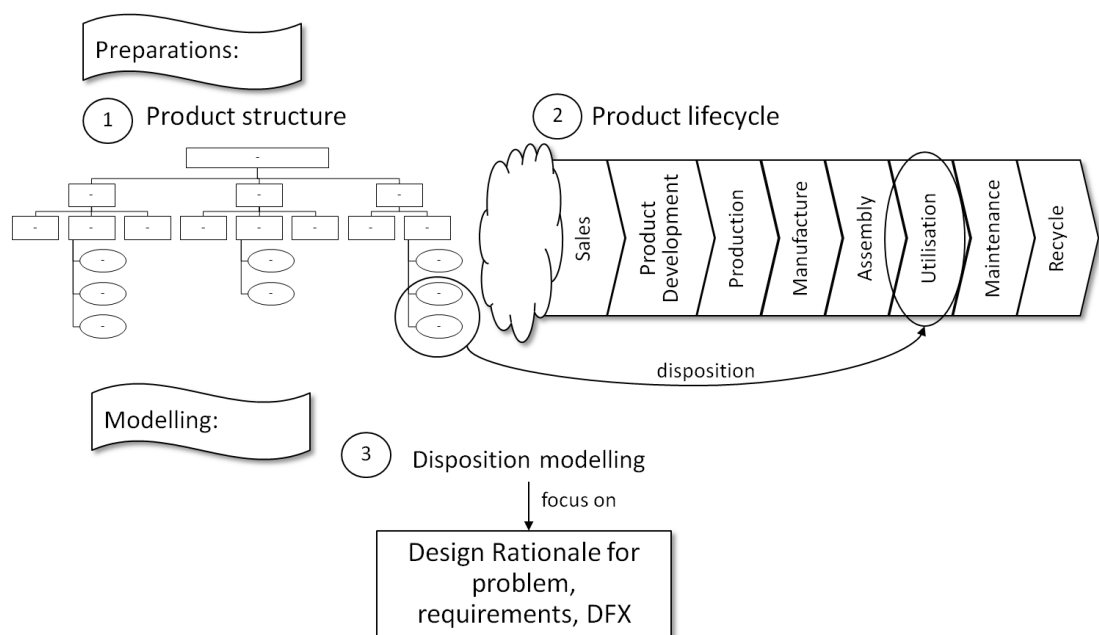 Preparations:
1 Product structure
2 Product lifecycle
-
- - -
- - - - - - - -
- - -
- - -
- -
Sales
Product
Development
Production
Manufacture
Assembly
Utilisation
Maintenance
Recycle
disposition
Modelling:
3 Disposition modelling
focus on
Design Rationale for
problem,
requirements, DFX